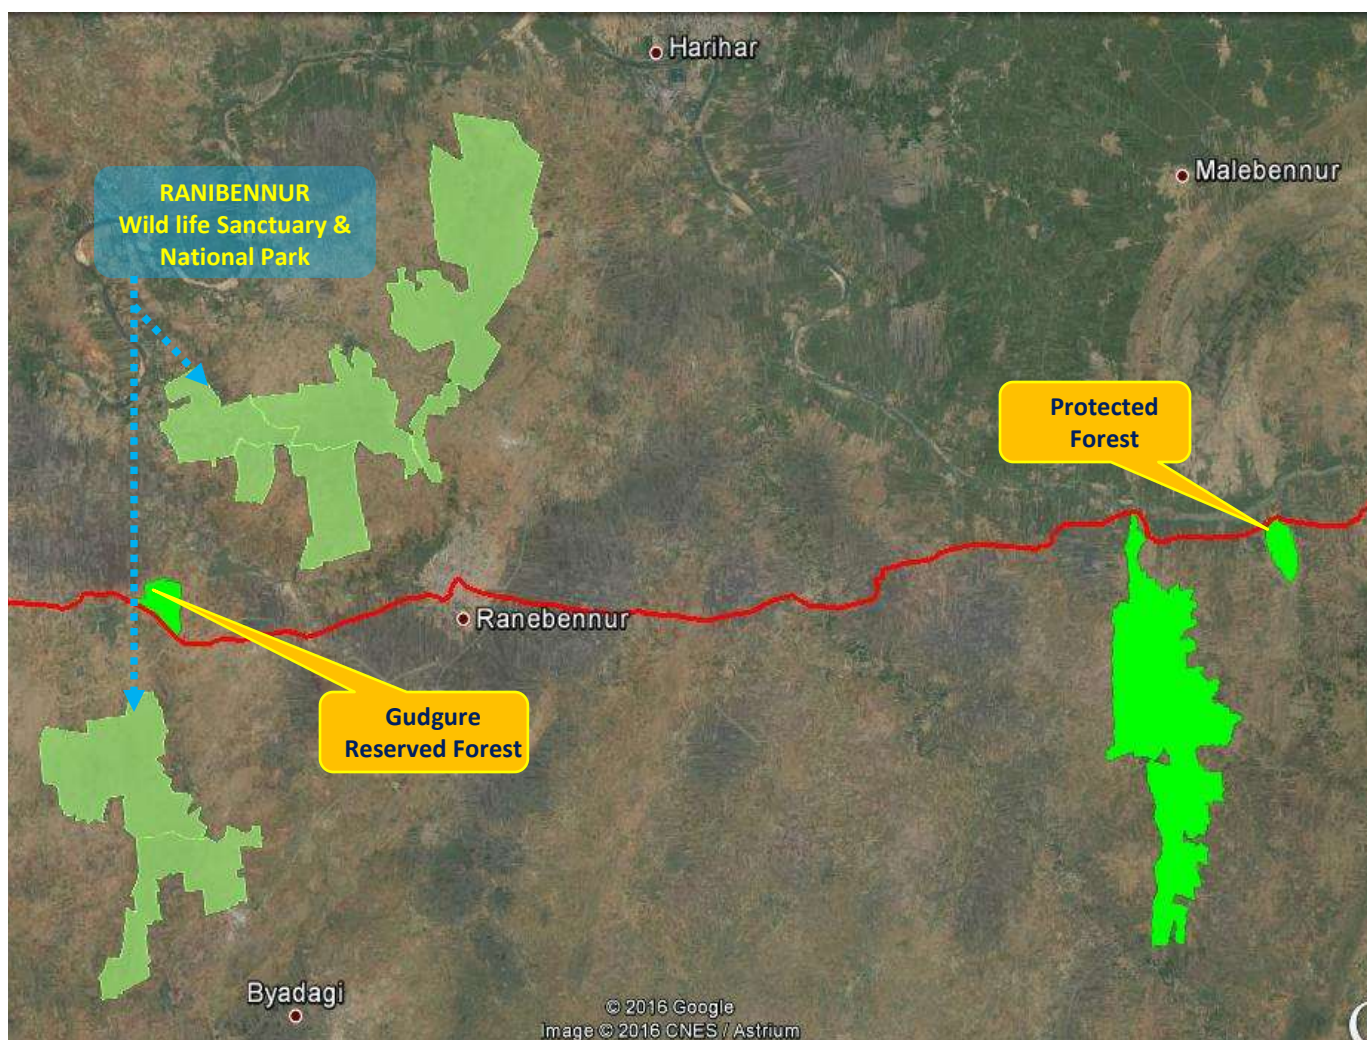 Harihar
Malebennur
RANIBENNUR
Wild life Sanctuary &
National Park
Protected
Forest
Ranebennur
Gudgure
Reserved Forest
Byadagi
© 2016 Google
Image © 2016 CNES / Astrium